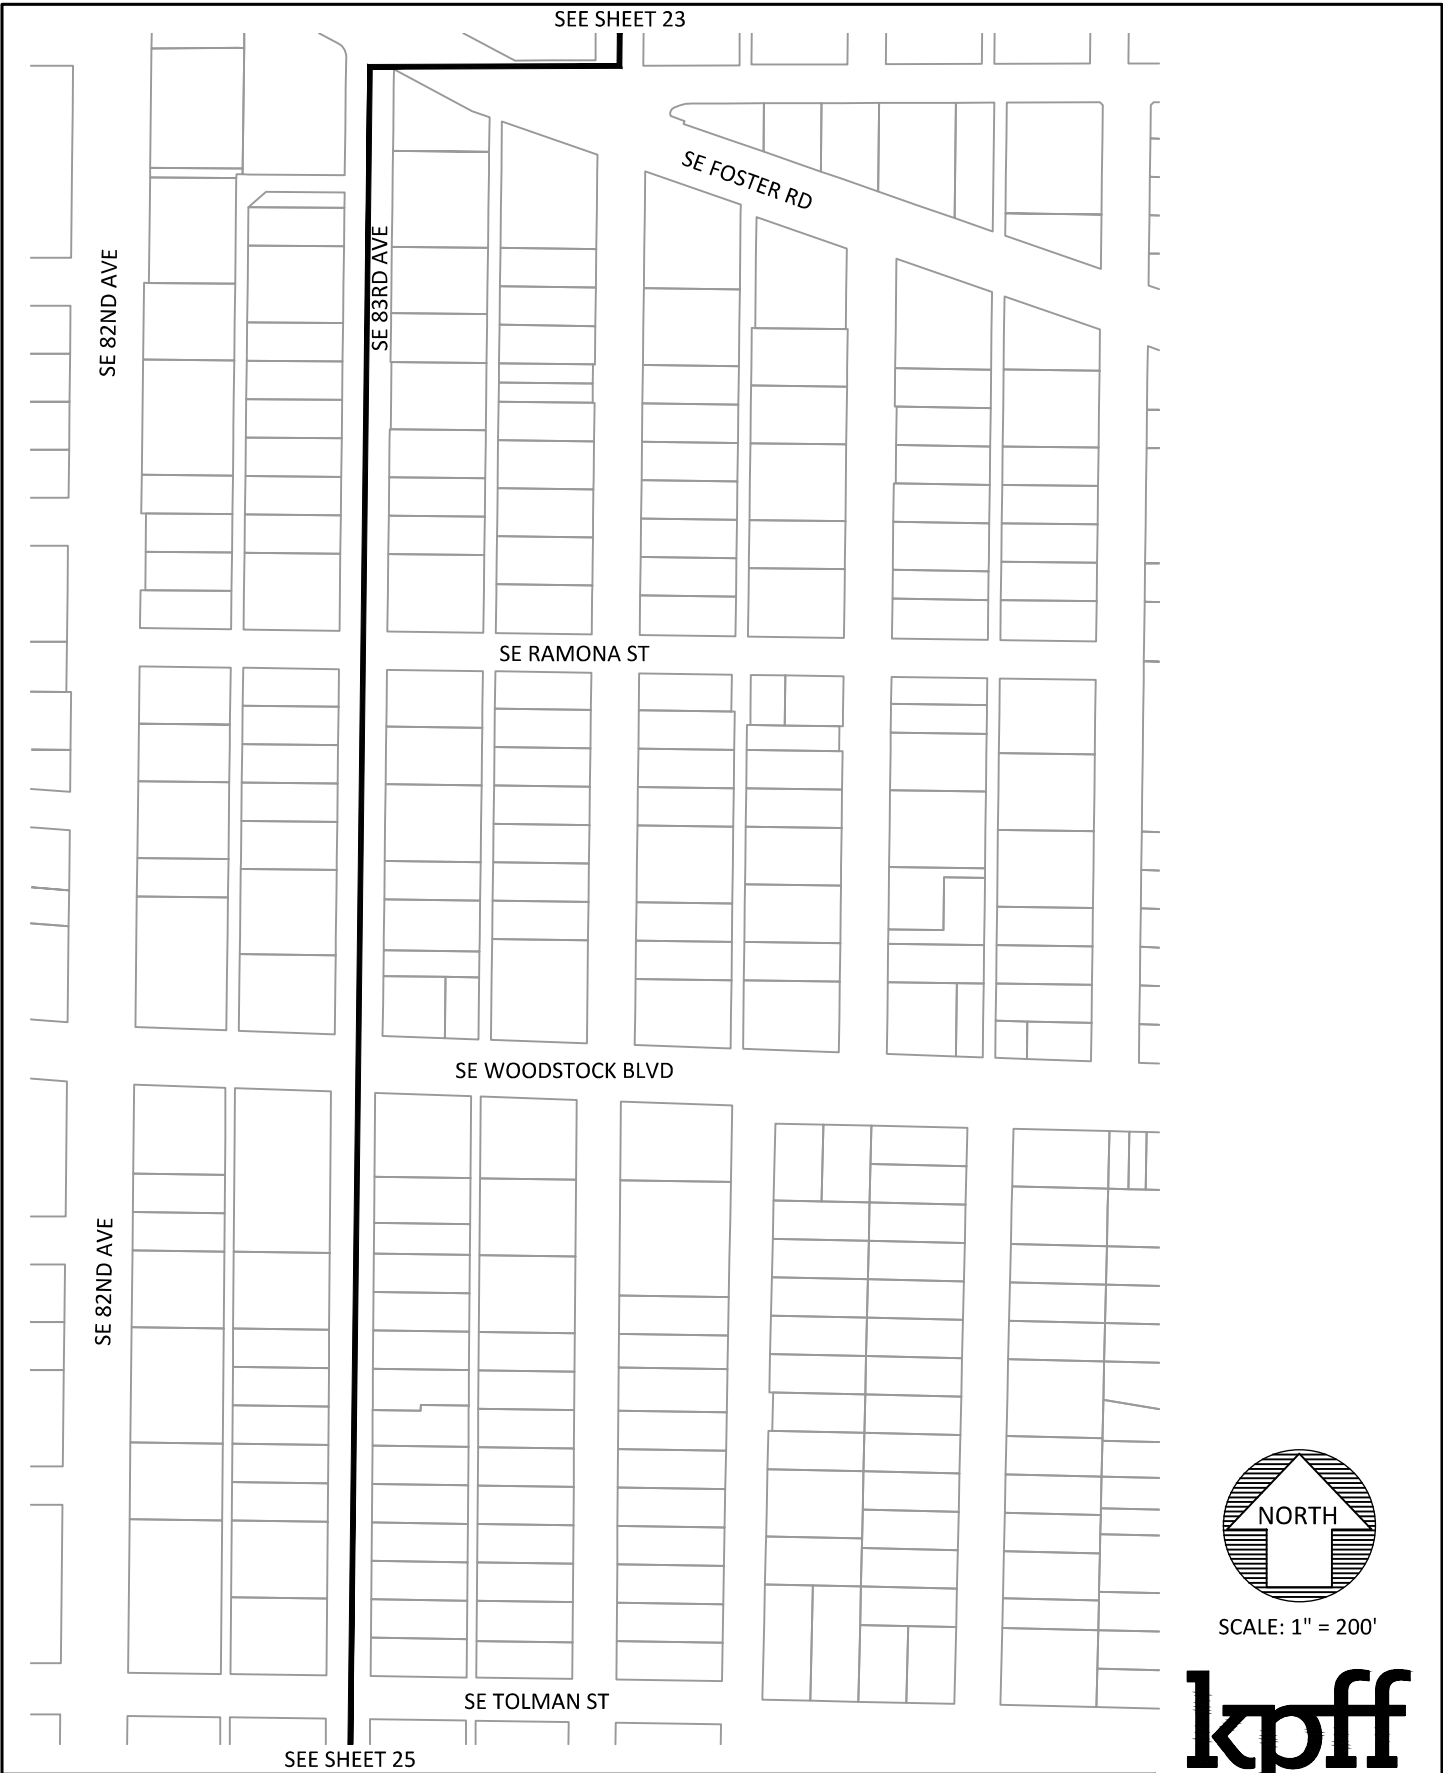 SEE SHEET 23
SE FOSTER RD
SE 82ND AVE
SE 83RD AVE
SE RAMONA ST
SE WOODSTOCK BLVD
SE 82ND AVE
NORTH
SCALE: 1" = 200'
SE TOLMAN ST
kpff
SEE SHEET 25